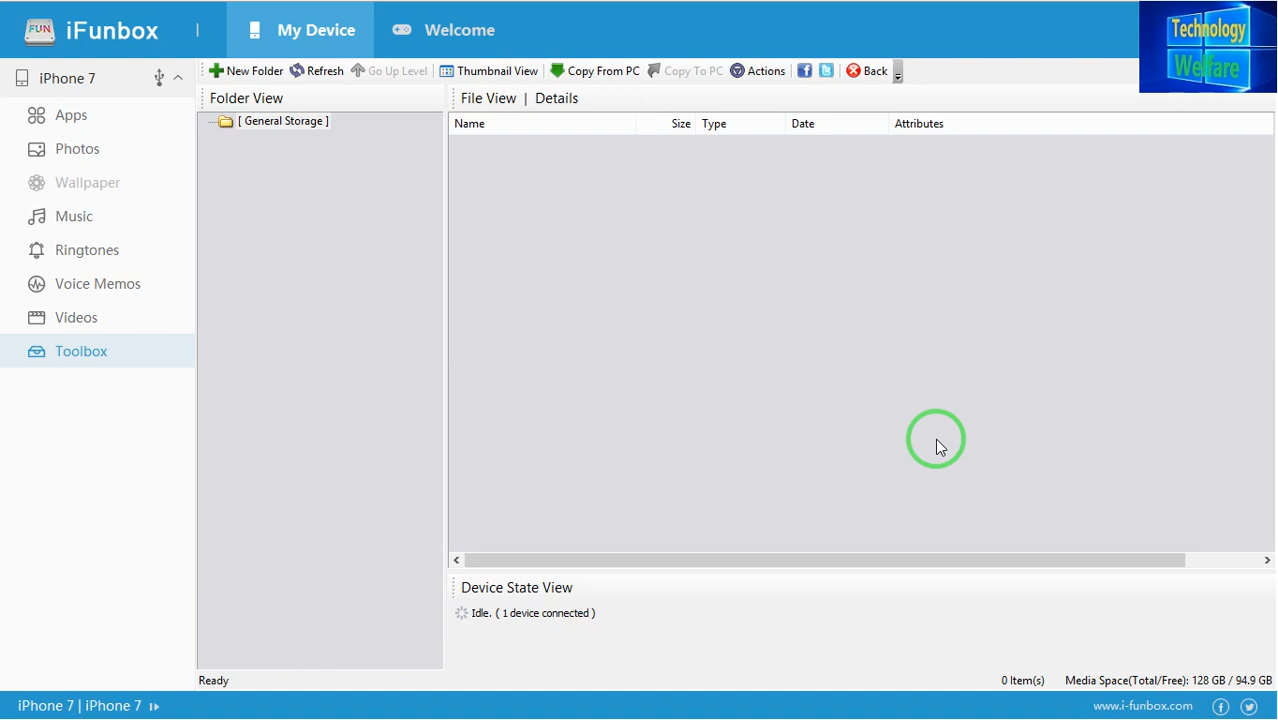 FUN iFunbox | My Device Welcome
Technology
Welfare
iPhone 7
New Folder Refresh Go Up Level Thumbnail View Copy From PC Copy To PC Actions Back
Apps
Photos
Wallpaper
Music
Ringtones
Voice Memos
Videos
Toolbox
Folder View
[ General Storage ]
File View | Details
Name Size Type Date Attributes
Device State View
Idle. ( 1 device connected )
Ready 0 Item(s) Media Space(Total/Free): 128 GB / 94.9 GB
iPhone 7 | iPhone 7 www.i-funbox.com